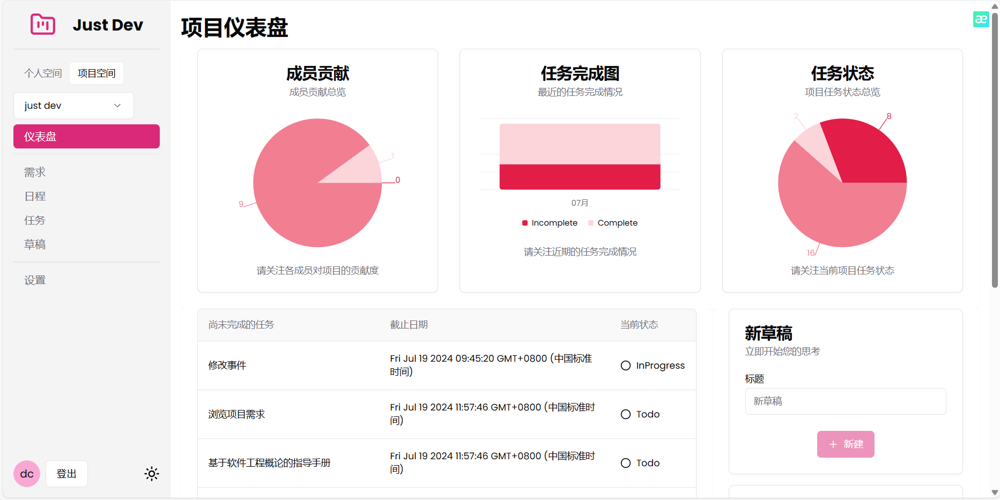 Just Dev
个人空间 项目空间
just dev
仪表盘
需求
日程
任务
草稿
设置
dc 登出
项目仪表盘
æ
成员贡献
成员贡献总览
1
0
9
请关注各成员对项目的贡献度
任务完成图
最近的任务完成情况
07月
Incomplete Complete
请关注近期的任务完成情况
任务状态
项目任务状态总览
2
8
16
请关注当前项目任务状态
尚未完成的任务 截止日期 当前状态
修改事件 Fri Jul 19 2024 09:45:20 GMT+0800 (中国标准
时间) InProgress
浏览项目需求 Fri Jul 19 2024 11:57:46 GMT+0800 (中国标准时
间) Todo
基于软件工程概论的指导手册 Fri Jul 19 2024 11:57:46 GMT+0800 (中国标准时
间) Todo
新草稿
立即开始您的思考
标题
新草稿
+ 新建